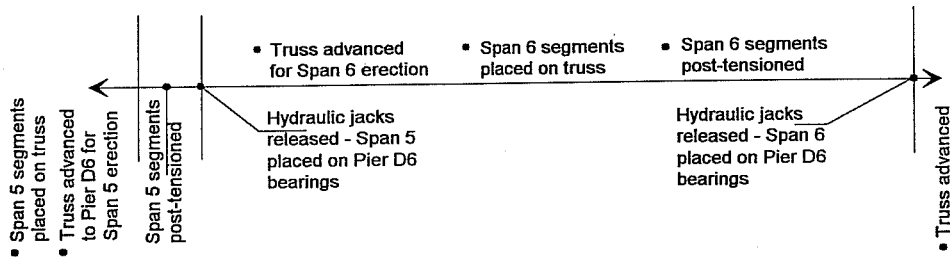 • Span 5 segments
placed on truss
• Truss advanced
to Pier D6 for
Span 5 erection
Span 5 segments
post-tensioned
• Truss advanced
for Span 6 erection
• Span 6 segments
placed on truss
• Span 6 segments
post-tensioned
Hydraulic jacks
released - Span 5
placed on Pier D6
bearings
Hydraulic jacks
released - Span 6
placed on Pier D6
bearings
• Truss advanced